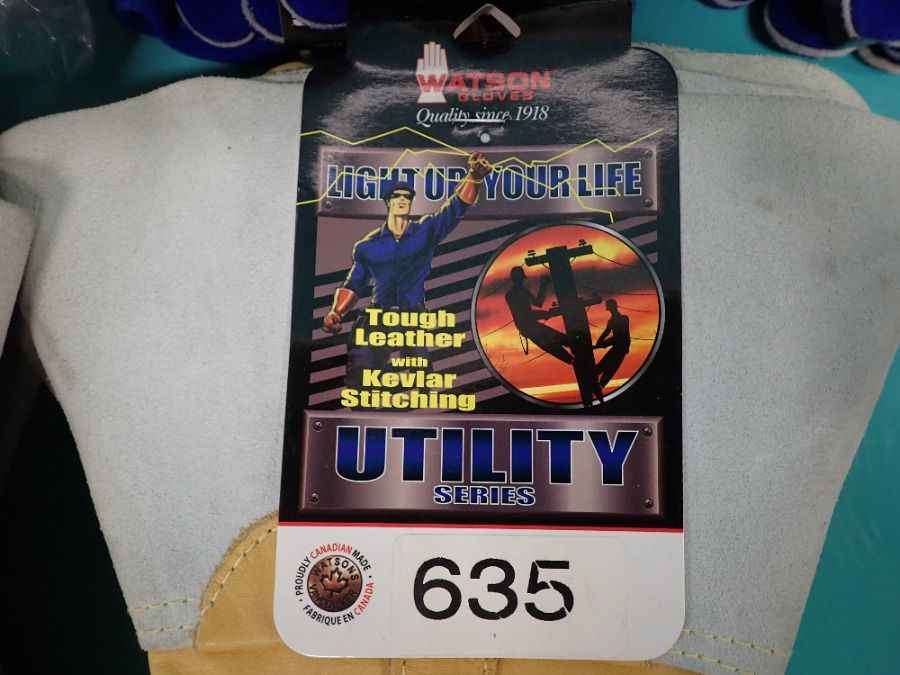 WATSON
GLOVES
Quality since 1918
LIGHT UP YOUR LIFE
Tough
Leather
with
Kevlar
Stitching
UTILITY
SERIES
• PROUDLY CANADIAN MADE •
FABRIQUE EN CANADA
WATSONS
VANCOUVER
635